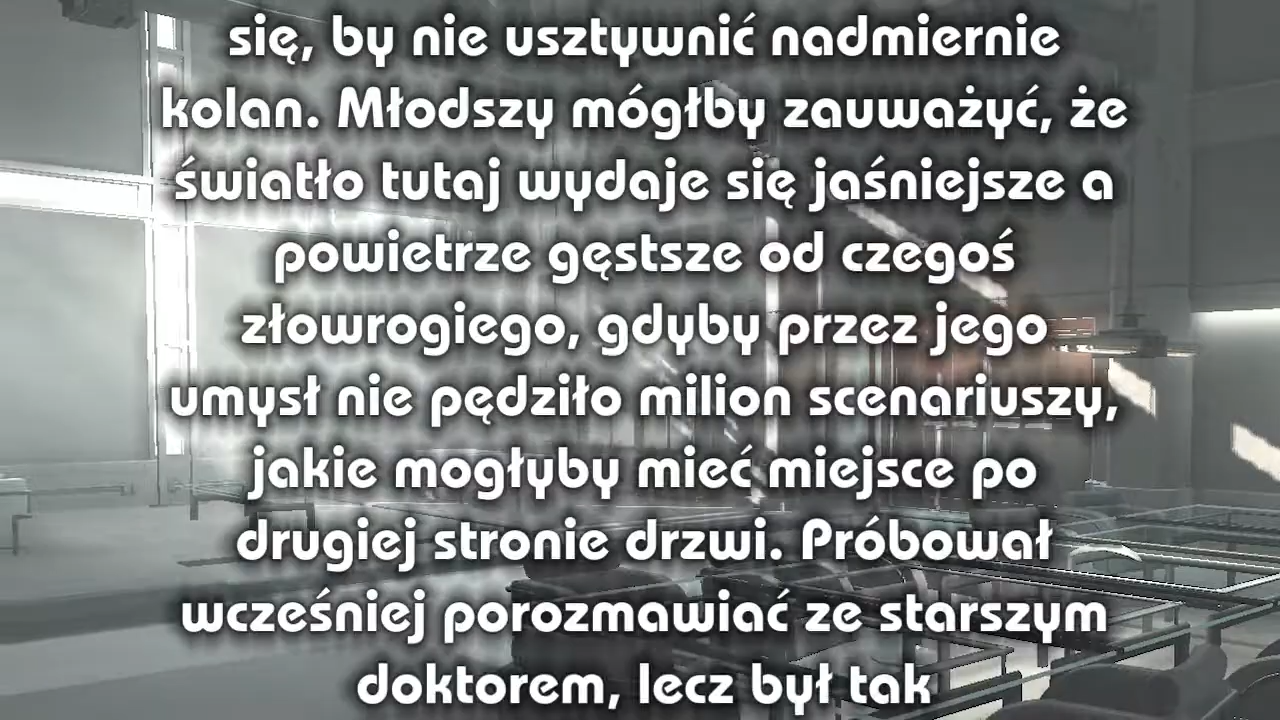 się, by nie usztywnić nadmiernie
kolan. Młodszy mógłby zauważyć, że
światło tutaj wydaje się jaśniejsze a
powietrze gęstsze od czegoś
złowrogiego, gdyby przez jego
umysł nie pędziło milion scenariuszy,
jakie mogłyby mieć miejsce po
drugiej stronie drzwi. Próbował
wcześniej porozmawiać ze starszym
doktorem, lecz był tak